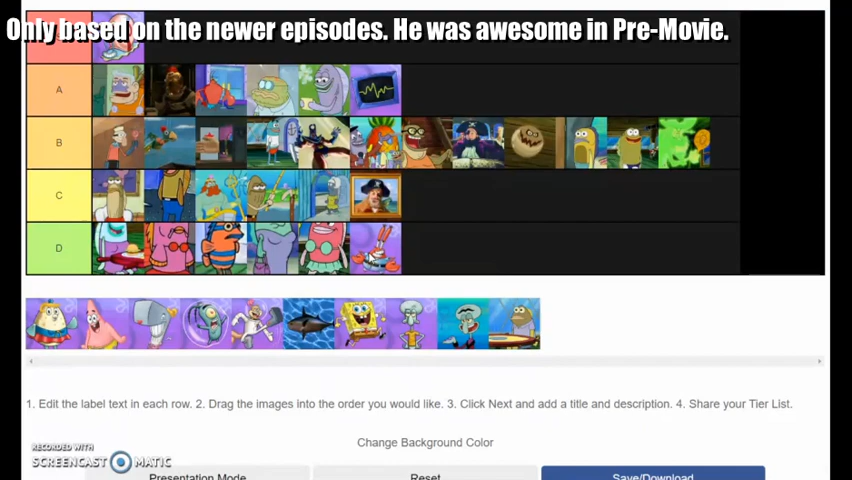 Only based on the newer episodes. He was awesome in Pre-Movie.
A
B
C
D
1. Edit the label text in each row. 2. Drag the images into the order you would like. 3. Click Next and add a title and description. 4. Share your Tier List.
Change Background Color
RECORDED WITH
SCREENCAST MATIC
Presentation Mode
Reset
Save/Download